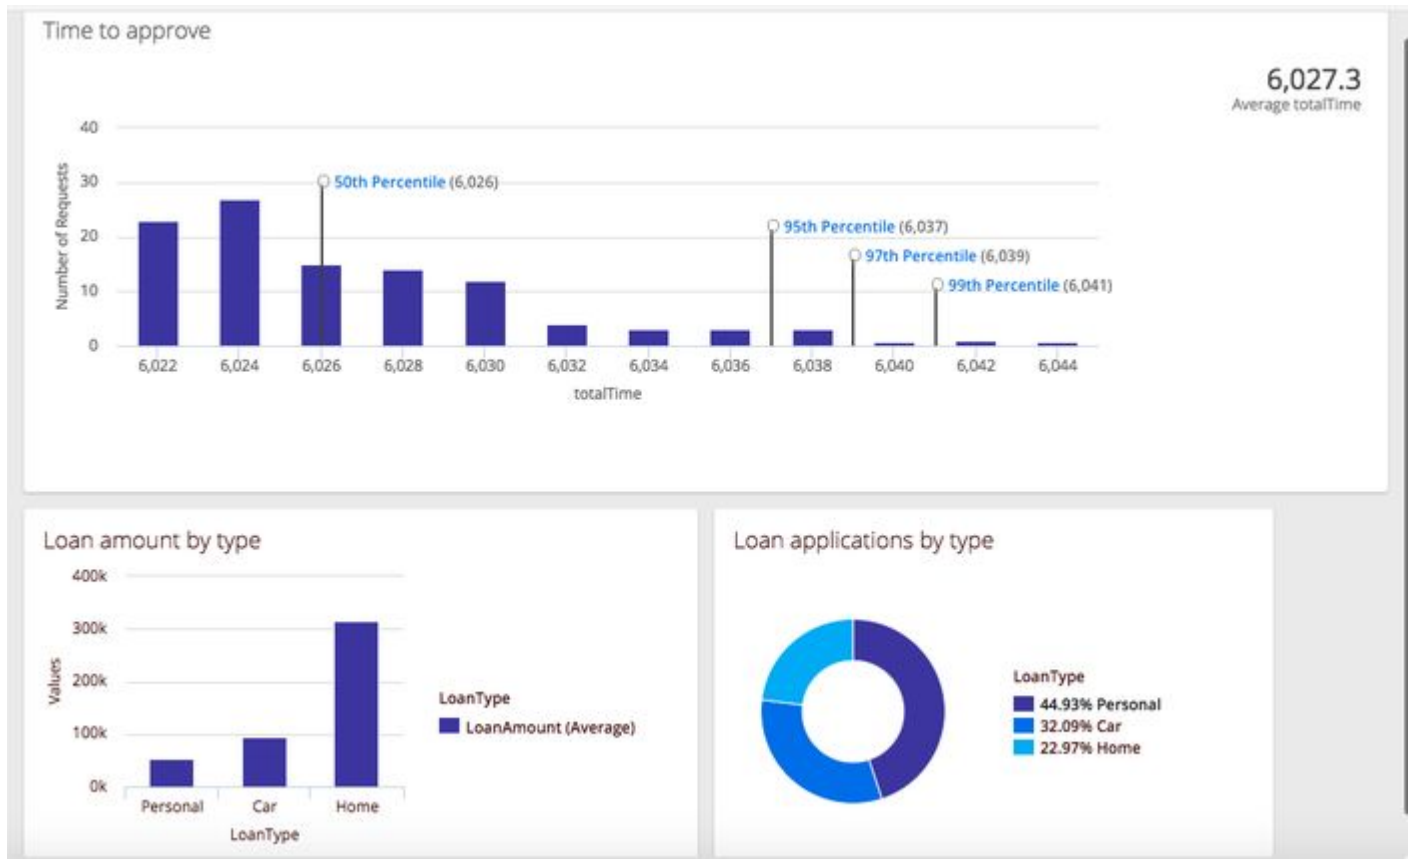 Time to approve
6,027.3
Average totalTime
40
30
20
10
0
Number of Requests
50th Percentile (6,026)
95th Percentile (6,037)
97th Percentile (6,039)
99th Percentile (6,041)
6,022 6,024 6,026 6,028 6,030 6,032 6,034 6,036 6,038 6,040 6,042 6,044
totalTime
Loan amount by type
400k
300k
200k
100k
0k
Values
Personal Car Home
LoanType
LoanType
LoanAmount (Average)
Loan applications by type
LoanType
44.93% Personal
32.09% Car
22.97% Home